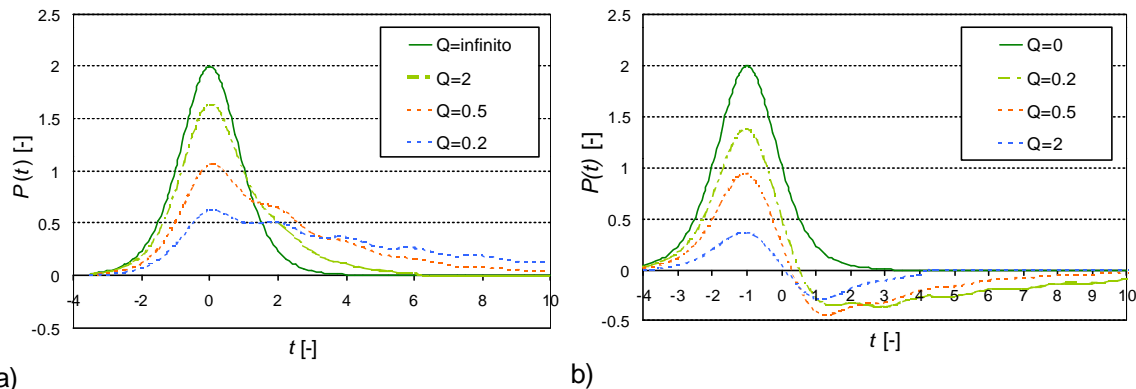 2.5
2
1.5
1
0.5
0
-0.5
P(t) [-]
-4 -2 0 2 4 6 8 10
t [-]
Q=infinito
Q=2
Q=0.5
Q=0.2
a)
2.5
2
1.5
1
0.5
0
-0.5
P(t) [-]
-4 -3 -2 -1 0 1 2 3 4 5 6 7 8 9 10
t [-]
Q=0
Q=0.2
Q=0.5
Q=2
b)